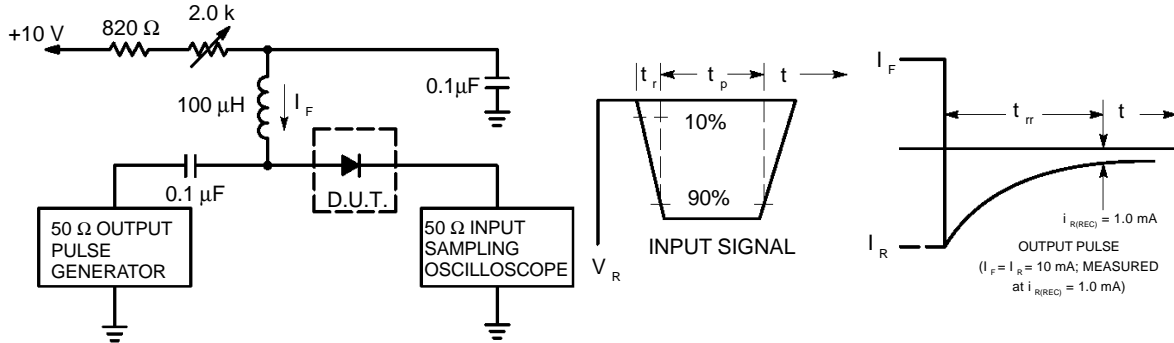 +10 V
820 Ω
2.0 k
100 μH
I F
0.1μF
0.1 μF
D.U.T.
50 Ω OUTPUT
PULSE
GENERATOR
50 Ω INPUT
SAMPLING
OSCILLOSCOPE
t r
t p
t
10%
90%
V R
INPUT SIGNAL
I F
t rr
t
I R
i R(REC) = 1.0 mA
OUTPUT PULSE
(I F = I R = 10 mA; MEASURED
at i R(REC) = 1.0 mA)